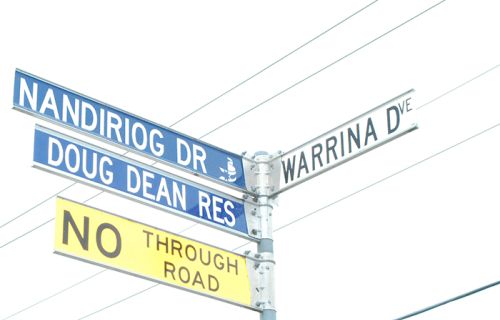 NANDIRIOG DR
WARRINA DVE
DOUG DEAN RES
NO THROUGH
ROAD